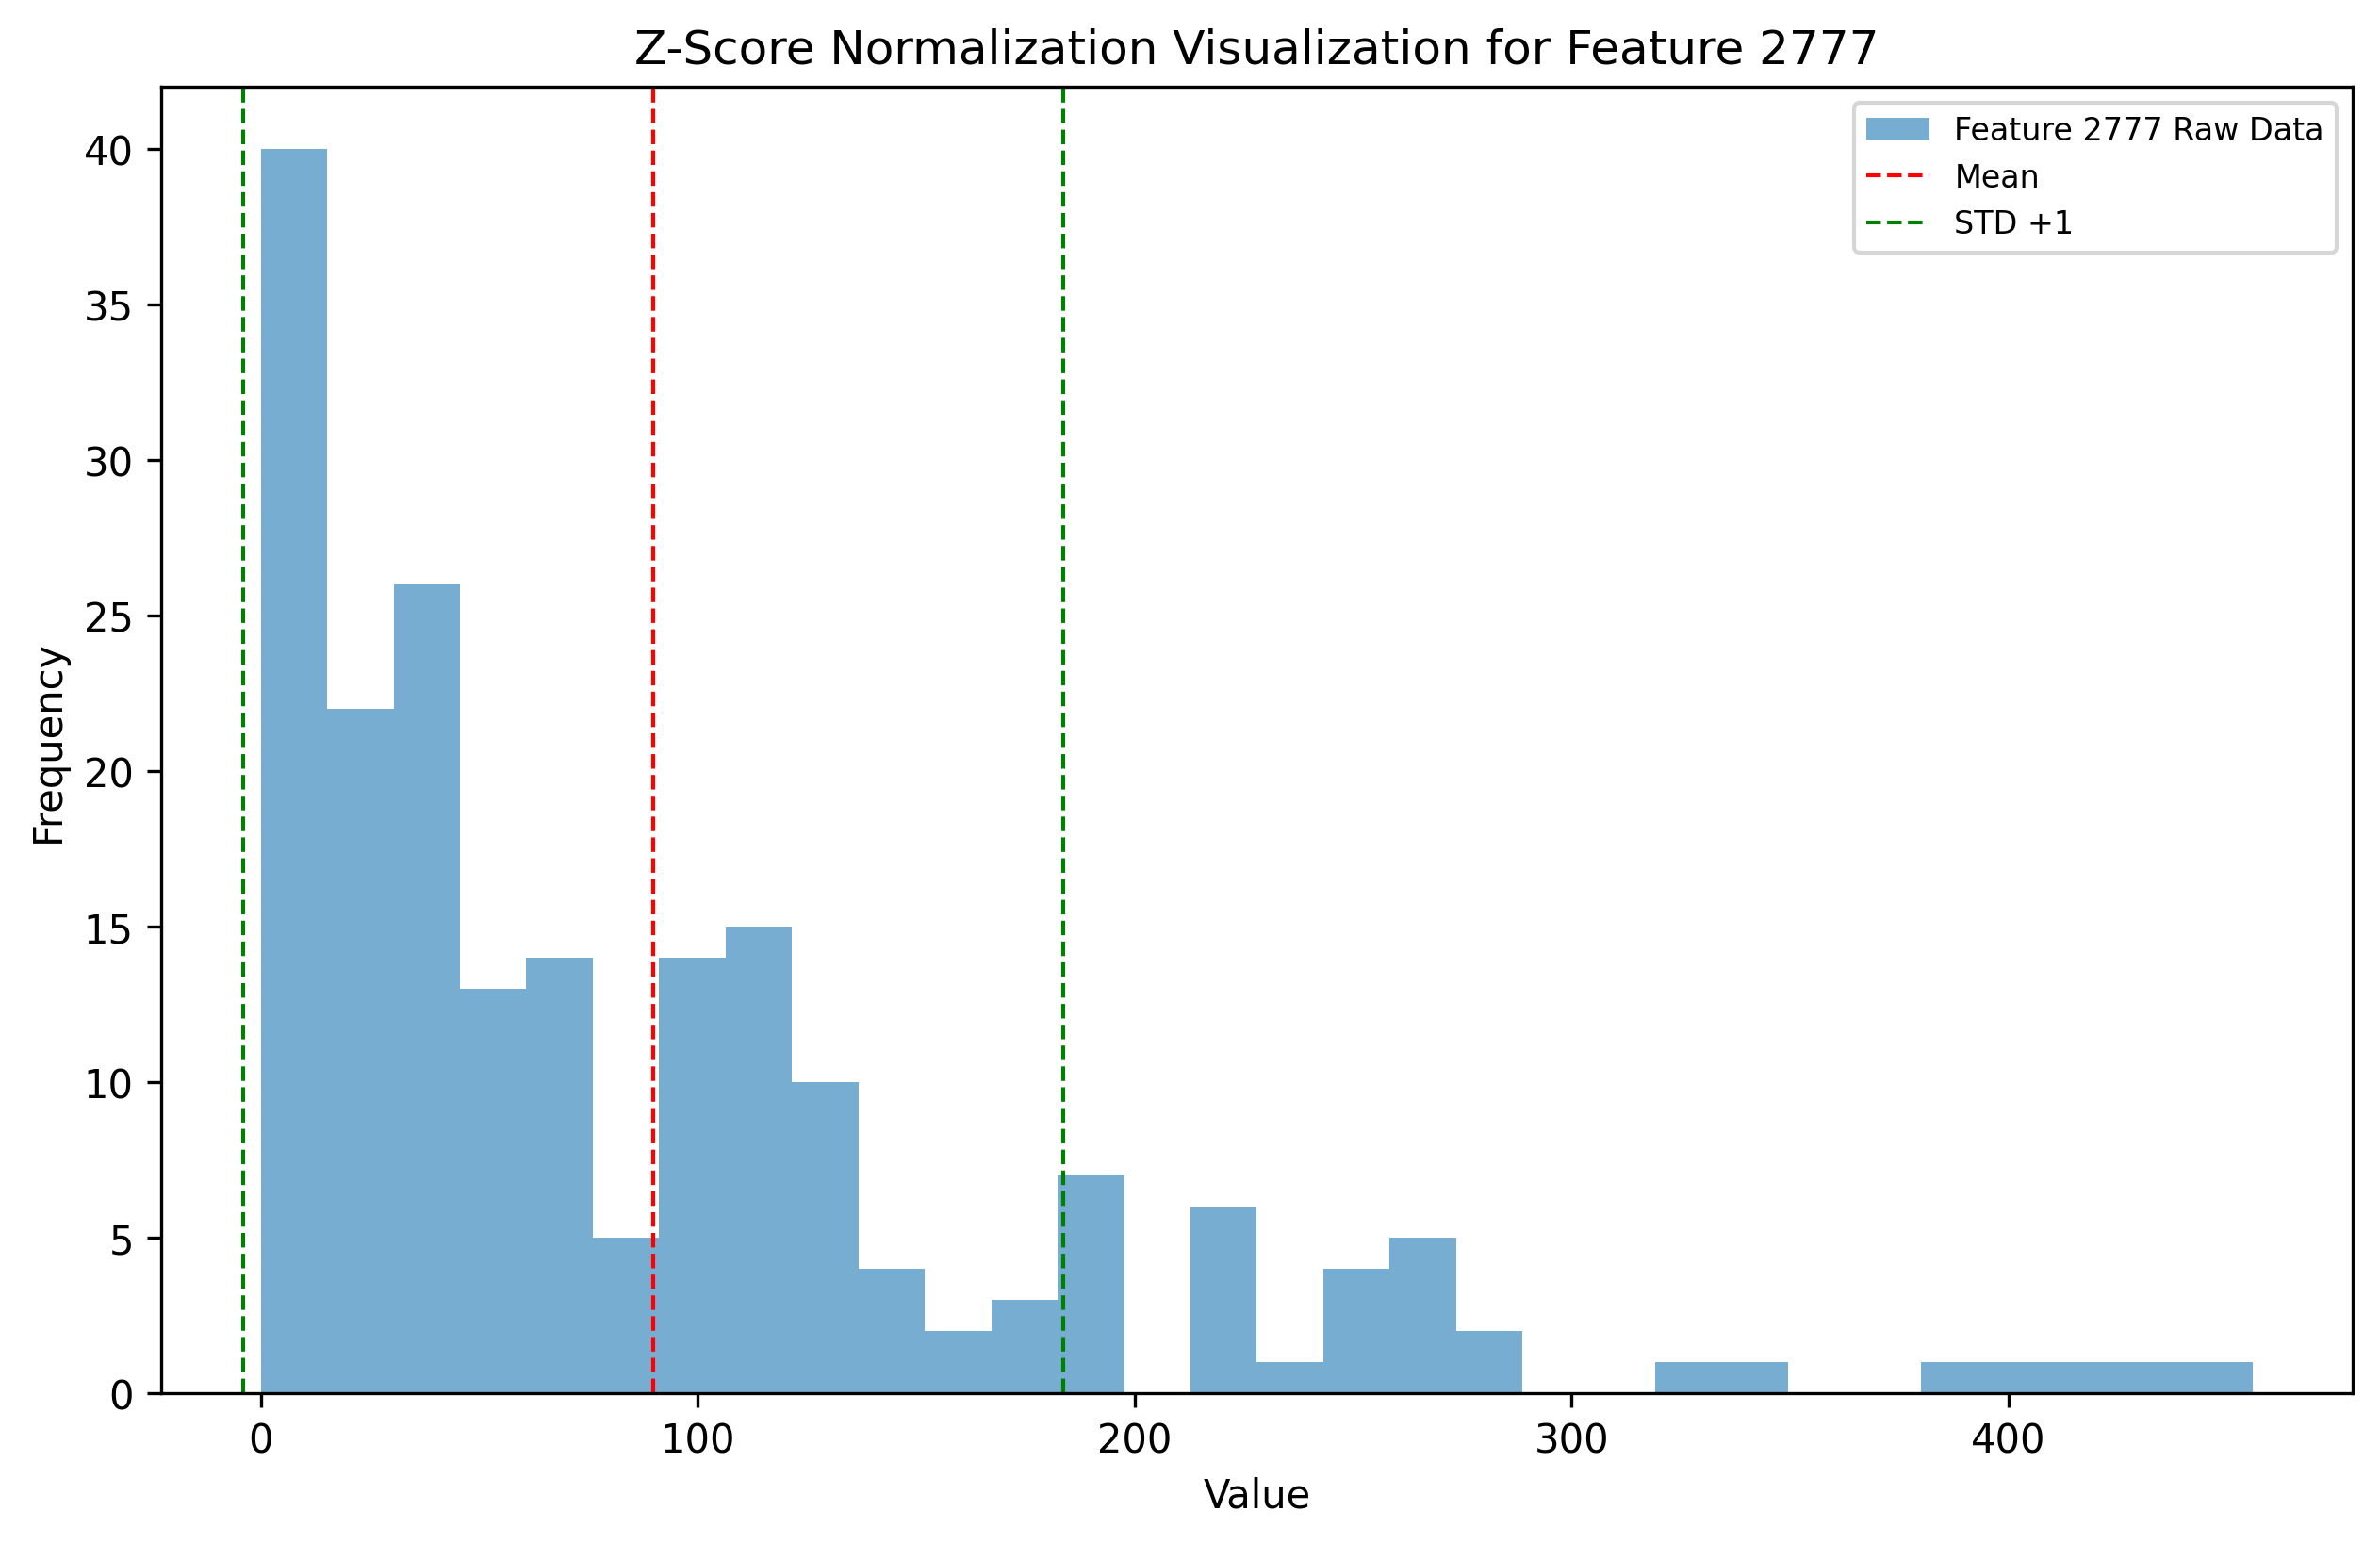 Z-Score Normalization Visualization for Feature 2777
Feature 2777 Raw Data
Mean
STD +1
40
35
30
25
20
15
10
5
0
Frequency
0 100 200 300 400
Value